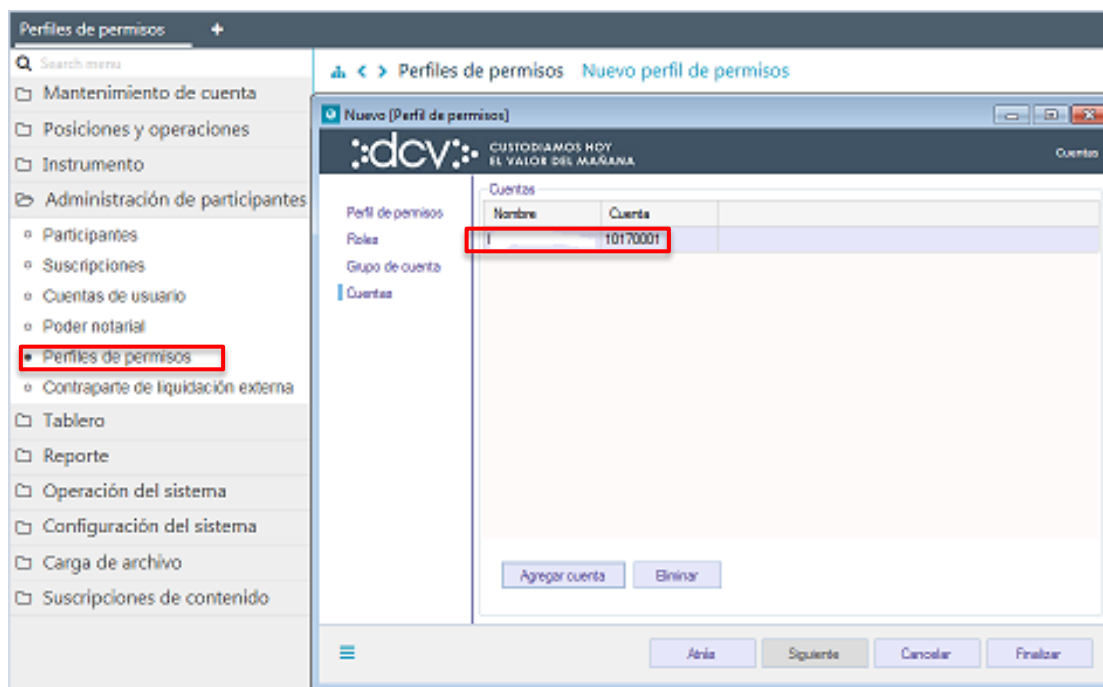 Perfiles de permisos +
Search menu
Mantenimiento de cuenta
Posiciones y operaciones
Instrumento
Administración de participantes
Participantes
Suscripciones
Cuentas de usuario
Poder notarial
Perfiles de permisos
Contraparte de liquidación externa
Tablero
Reporte
Operación del sistema
Configuración del sistema
Carga de archivo
Suscripciones de contenido
Perfiles de permisos Nuevo perfil de permisos
Nuevo [Perfil de permisos]
dcv CUSTODIAMOS HOY
EL VALOR DEL MAÑANA
Cuentas
Perfil de permisos
Roles
Grupo de cuenta
Cuentas
Cuentas
Nombre Cuenta
10170001
Agregar cuenta Eliminar
Atrás Siguiente Cancelar Finalizar